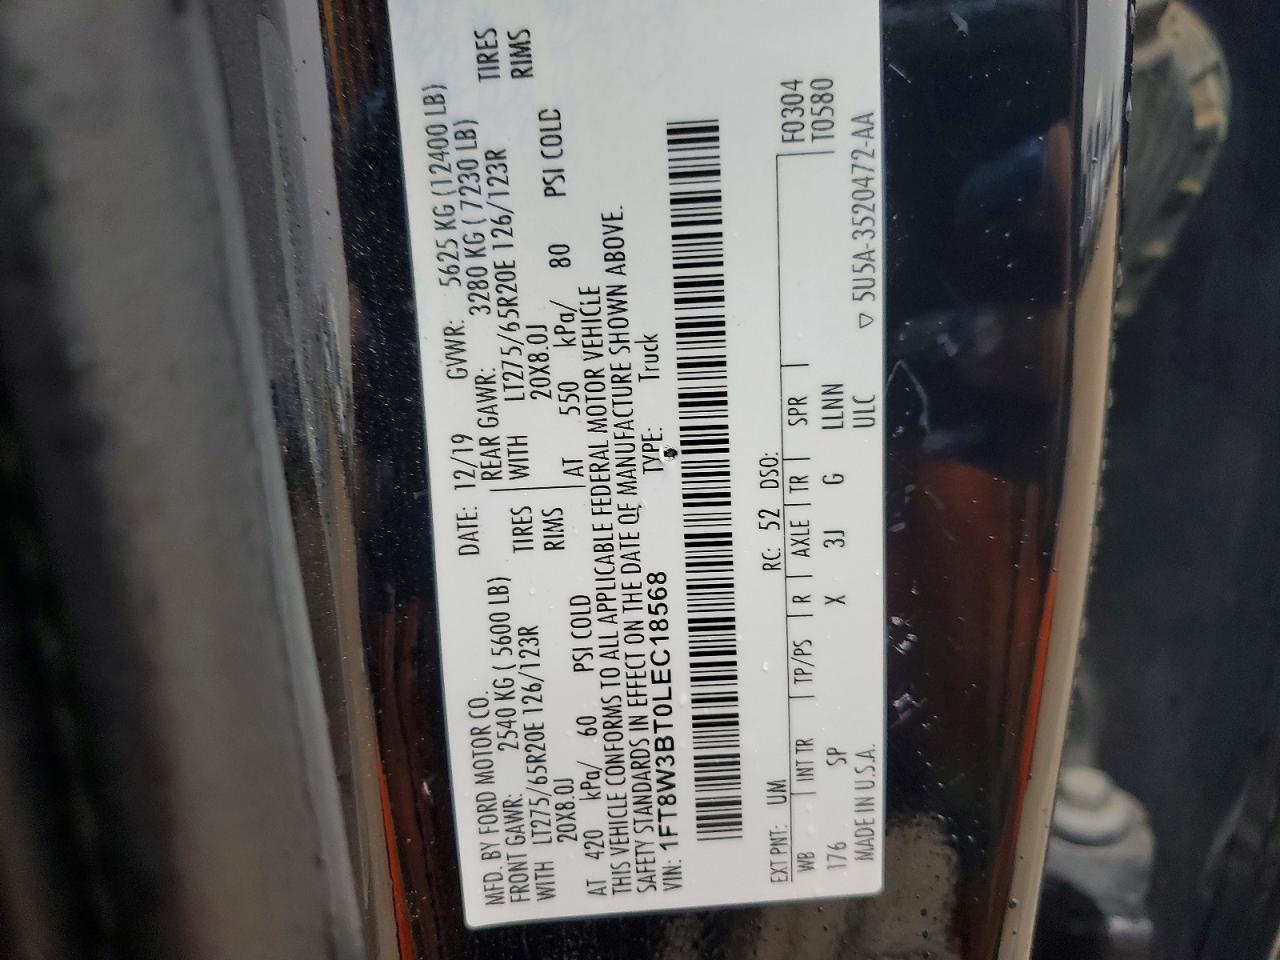 MFD. BY FORD MOTOR CO.
DATE: 12/19 GVWR: 5625 KG (12400 LB)
FRONT GAWR: 2540 KG ( 5600 LB) REAR GAWR: 3280 KG ( 7230 LB)
WITH LT275/65R20E 126/123R TIRES WITH LT275/65R20E 126/123R TIRES
20X8.0J RIMS 20X8.0J RIMS
AT 420 kPa/ 60 PSI COLD AT 550 kPa/ 80 PSI COLD
THIS VEHICLE CONFORMS TO ALL APPLICABLE FEDERAL MOTOR VEHICLE
SAFETY STANDARDS IN EFFECT ON THE DATE OF MANUFACTURE SHOWN ABOVE.
VIN: 1FT8W3BT0LEC18568 TYPE: Truck
F0304
T0580
EXT PNT: UM RC: 52 DSO:
WB INT TR TP/PS R AXLE TR SPR
176 SP X 3J G LLNN
ULC
MADE IN U.S.A. ▽ 5U5A-3520472-AA